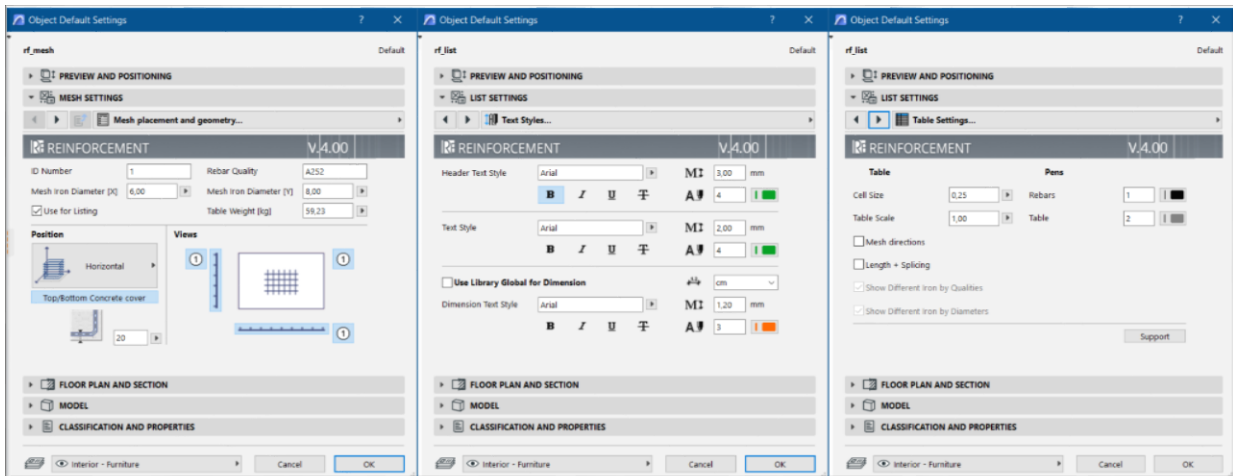 Object Default Settings ? ✕
rf_mesh Default
PREVIEW AND POSITIONING
MESH SETTINGS
Mesh placement and geometry...
REINFORCEMENT V.4.00
ID Number 1 Rebar Quality A252
Mesh Iron Diameter [X] 6,00 Mesh Iron Diameter [Y] 8,00
Use for Listing Table Weight [kg] 59,23
Position Views
Horizontal
1 1
Top/Bottom Concrete cover
1
20
FLOOR PLAN AND SECTION
MODEL
CLASSIFICATION AND PROPERTIES
Interior - Furniture Cancel OK
Object Default Settings ? ✕
rf_list Default
PREVIEW AND POSITIONING
LIST SETTINGS
Text Styles...
REINFORCEMENT V.4.00
Header Text Style Arial M 3,00 mm
B I U T A 4
Text Style Arial M 2,00 mm
B I U T A 4
Use Library Global for Dimension cm
Dimension Text Style Arial M 1,20 mm
B I U T A 3
FLOOR PLAN AND SECTION
MODEL
CLASSIFICATION AND PROPERTIES
Interior - Furniture Cancel OK
Object Default Settings ? ✕
rf_list Default
PREVIEW AND POSITIONING
LIST SETTINGS
Table Settings...
REINFORCEMENT V.4.00
Table Pens
Cell Size 0,25 Rebars 1
Table Scale 1,00 Table 2
Mesh directions
Length + Splicing
Show Different Iron by Qualities
Show Different Iron by Diameters
Support
FLOOR PLAN AND SECTION
MODEL
CLASSIFICATION AND PROPERTIES
Interior - Furniture Cancel OK